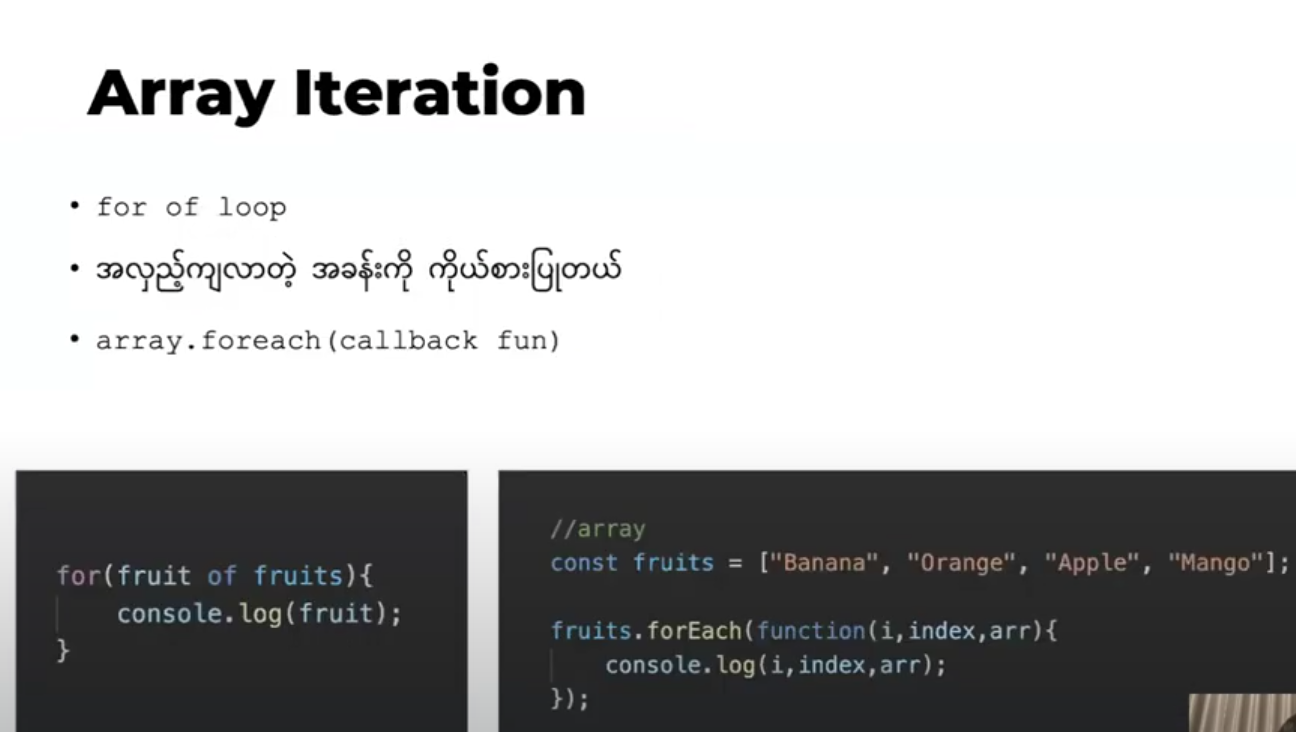 Array Iteration
• for of loop
• အလှည့်ကျလာတဲ့ အခန်းကို ကိုယ်စားပြုတယ်
• array.foreach(callback fun)
for(fruit of fruits){
console.log(fruit);
}
//array
const fruits = ["Banana", "Orange", "Apple", "Mango"];
fruits.forEach(function(i,index,arr){
console.log(i,index,arr);
});